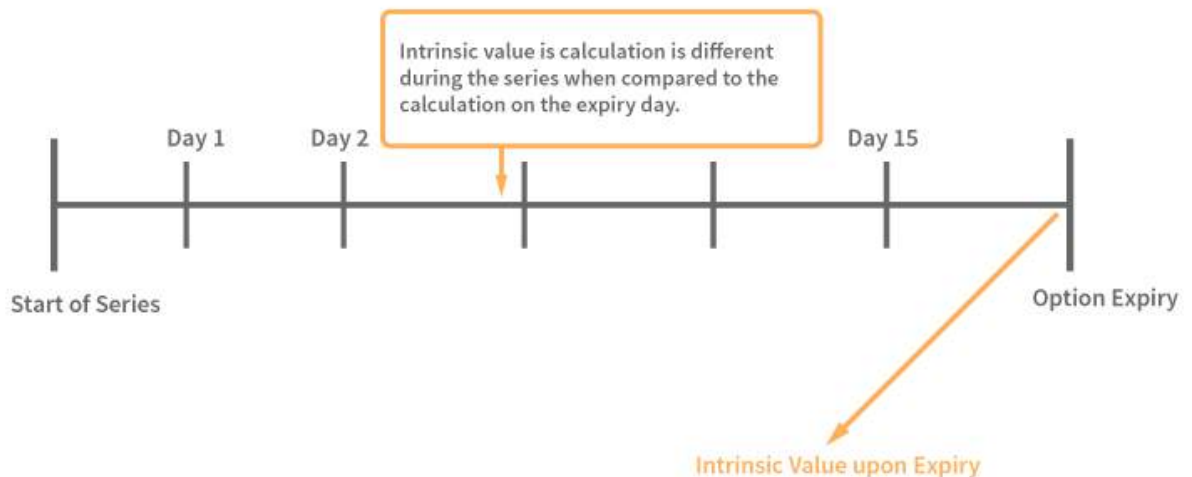 Intrinsic value is calculation is different
during the series when compared to the
calculation on the expiry day.
Day 1
Day 2
Day 15
Start of Series
Option Expiry
Intrinsic Value upon Expiry